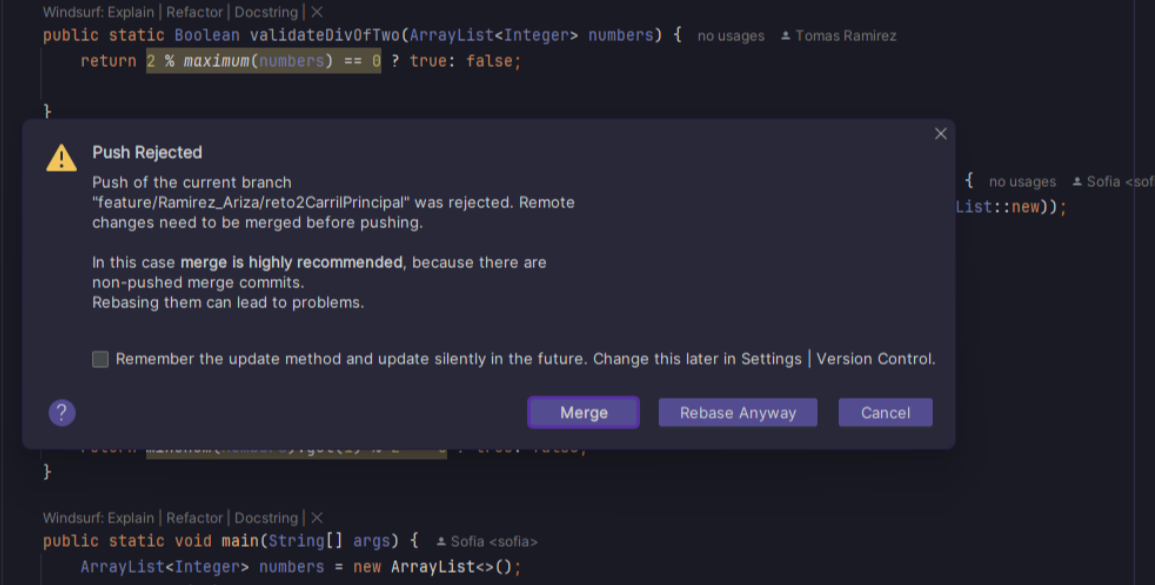 Windsurf: Explain | Refactor | Docstring | ×
public static Boolean validateDivOfTwo(ArrayList<Integer> numbers) { no usages Tomas Ramirez
return 2 % maximum(numbers) == 0 ? true: false;
}
Push Rejected
Push of the current branch
{ no usages Sofia <sof
"feature/Ramirez_Ariza/reto2CarrilPrincipal" was rejected. Remote
List::new));
changes need to be merged before pushing.
In this case merge is highly recommended, because there are
non-pushed merge commits.
Rebasing them can lead to problems.
Remember the update method and update silently in the future. Change this later in Settings | Version Control.
? Merge Rebase Anyway Cancel
}
Windsurf: Explain | Refactor | Docstring | ×
public static void main(String[] args) { Sofia <sofia>
ArrayList<Integer> numbers = new ArrayList<>();